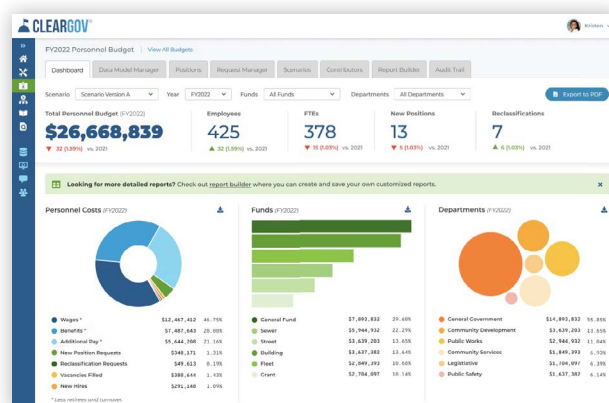 CLEARGOV
Kristen
FY2022 Personnel Budget | View All Budgets
Dashboard
Data Model Manager
Positions
Request Manager
Scenarios
Contributors
Report Builder
Audit Trail
Scenario Scenario Version A Year FY2022 Funds All Funds Departments All Departments
Export to PDF
Total Personnel Budget (FY2022)
$26,668,839
▼ 32 (1.59%) vs. 2021
Employees
425
▲ 32 (1.59%) vs. 2021
FTEs
378
▼ 15 (1.03%) vs. 2021
New Positions
13
▼ 5 (1.03%) vs. 2021
Reclassifications
7
▲ 6 (1.03%) vs. 2021
Looking for more detailed reports? Check out report builder where you can create and save your own customized reports.
Personnel Costs (FY2022)
Wages * $12,467,412 46.75%
Benefits * $7,487,643 28.08%
Additional Pay * $5,644,208 21.16%
New Position Requests $348,171 1.31%
Reclassification Requests $49,613 0.19%
Vacancies Filled $380,644 1.43%
New Hires $291,148 1.09%
* Less retirees and turnover.
Funds (FY2022)
General Fund $7,893,832 29.60%
Sewer $5,944,932 22.29%
Street $3,639,203 13.65%
Building $3,637,382 13.64%
Fleet $2,849,393 10.68%
Grant $2,704,097 10.14%
Departments (FY2022)
General Government $14,893,832 55.85%
Community Development $3,639,203 13.65%
Public Works $2,944,932 11.04%
Community Services $1,849,393 6.93%
Legislative $1,704,097 6.39%
Public Safety $1,637,382 6.14%